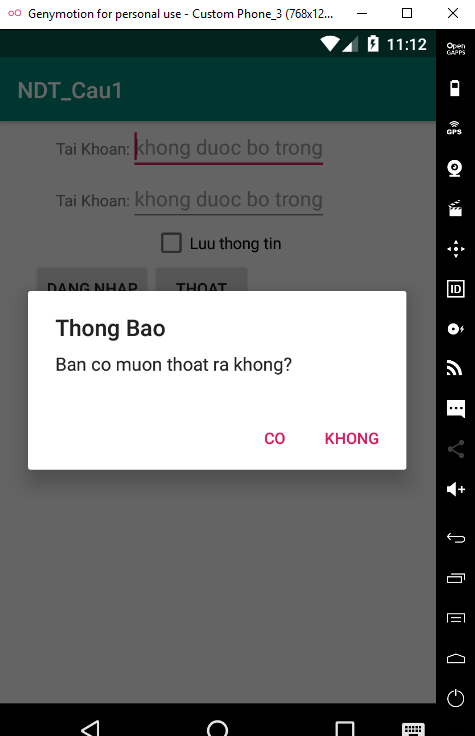 Genymotion for personal use - Custom Phone_3 (768x12...
11:12
Open
GAPPS
NDT_Cau1
GPS
Tai Khoan: khong duoc bo trong
Tai Khoan: khong duoc bo trong
Luu thong tin
DANG NHAP THOAT
ID
Thong Bao
Ban co muon thoat ra khong?
CO KHONG